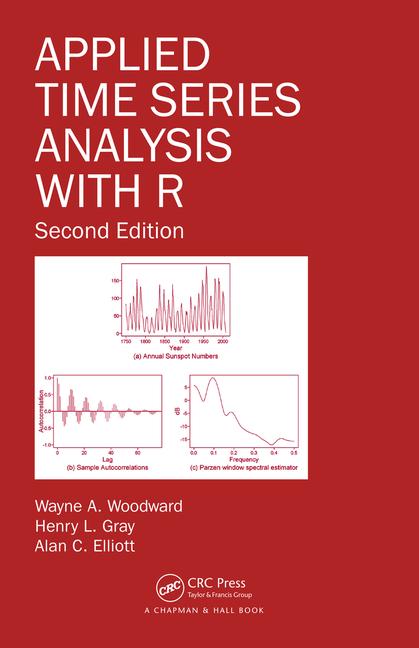 APPLIED
TIME SERIES
ANALYSIS
WITH R
Second Edition
150
100
50
0
1750 1800 1850 1900 1950 2000
Year
(a) Annual Sunspot Numbers
Autocorrelation
1.0
0.5
0.0
-0.5
-1.0
0 20 40 60
Lag
(b) Sample Autocorrelations
dB
5
0
-5
-10
-15
0.0 0.1 0.2 0.3 0.4 0.5
Frequency
(c) Parzen window spectral estimator
Wayne A. Woodward
Henry L. Gray
Alan C. Elliott
CRC
CRC Press
Taylor & Francis Group
A CHAPMAN & HALL BOOK